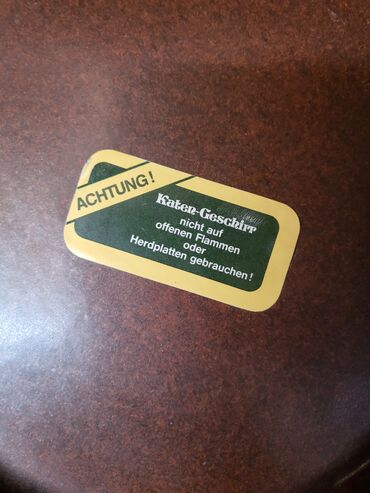 ACHTUNG!
Katen-Geschirr
nicht auf
offenen Flammen
oder
Herdplatten gebrauchen!